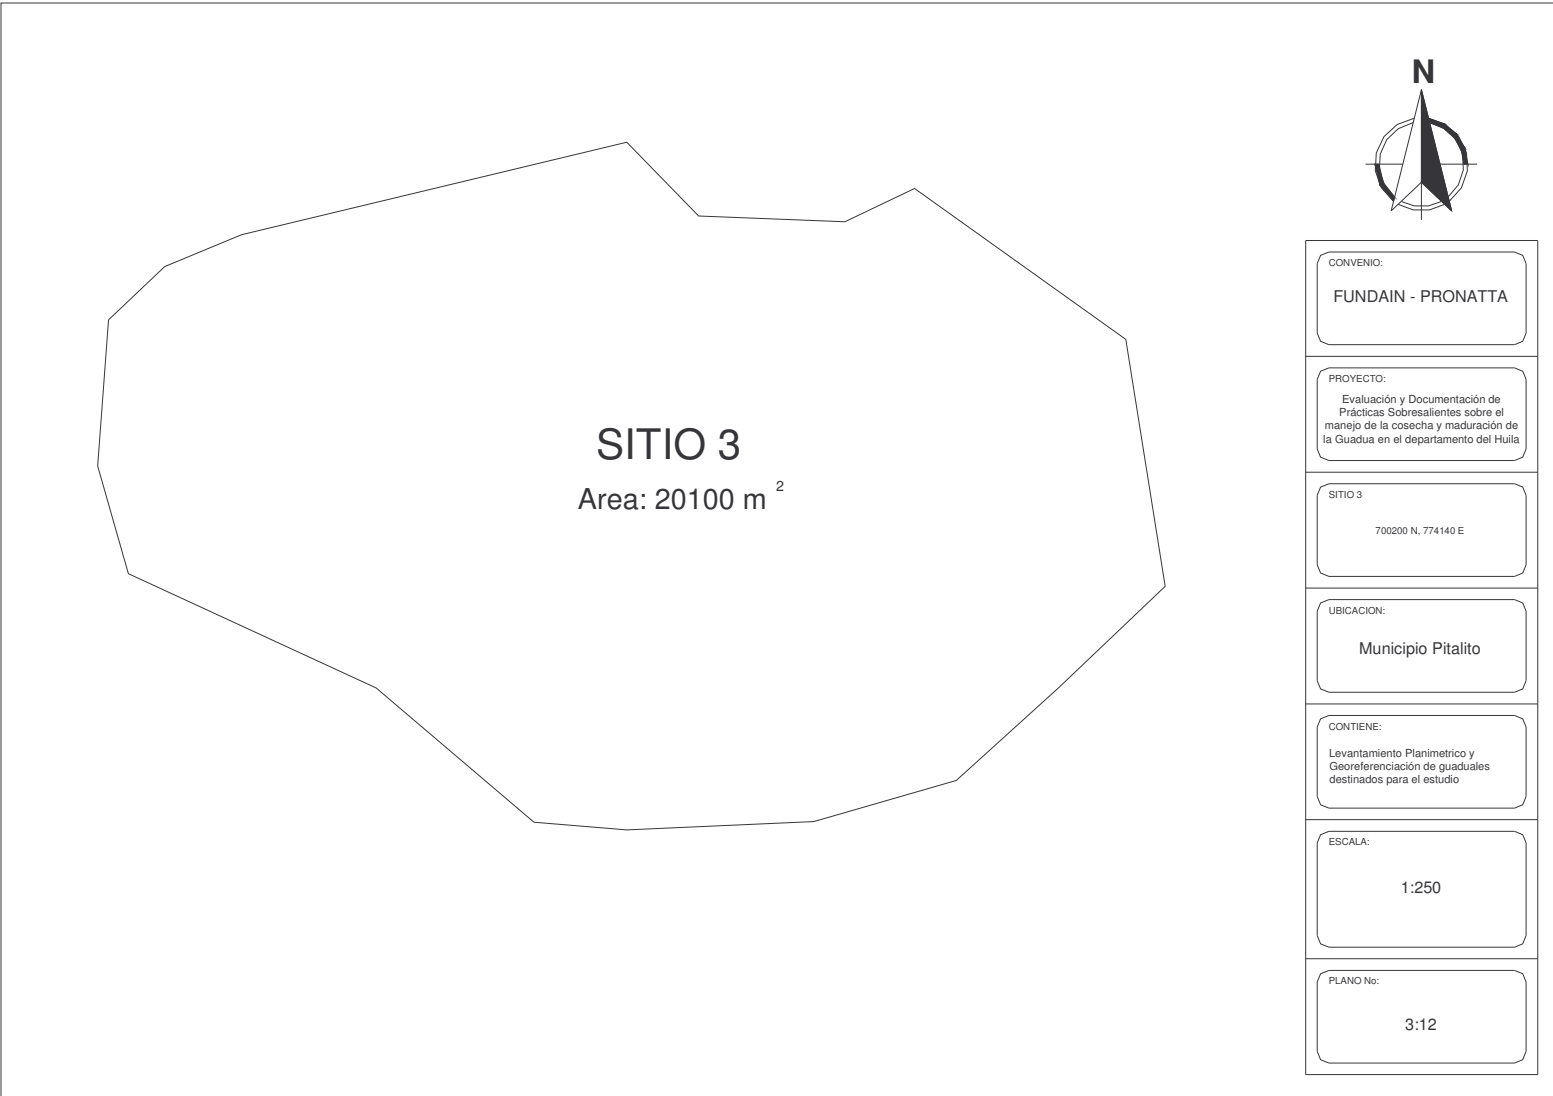 SITIO 3
Area: 20100 m 2
N
CONVENIO:
FUNDAIN - PRONATTA
PROYECTO:
Evaluación y Documentación de
Prácticas Sobresalientes sobre el
manejo de la cosecha y maduración de
la Guadua en el departamento del Huila
SITIO 3
700200 N, 774140 E
UBICACION:
Municipio Pitalito
CONTIENE:
Levantamiento Planimetrico y
Georeferenciación de guaduales
destinados para el estudio
ESCALA:
1:250
PLANO No:
3:12